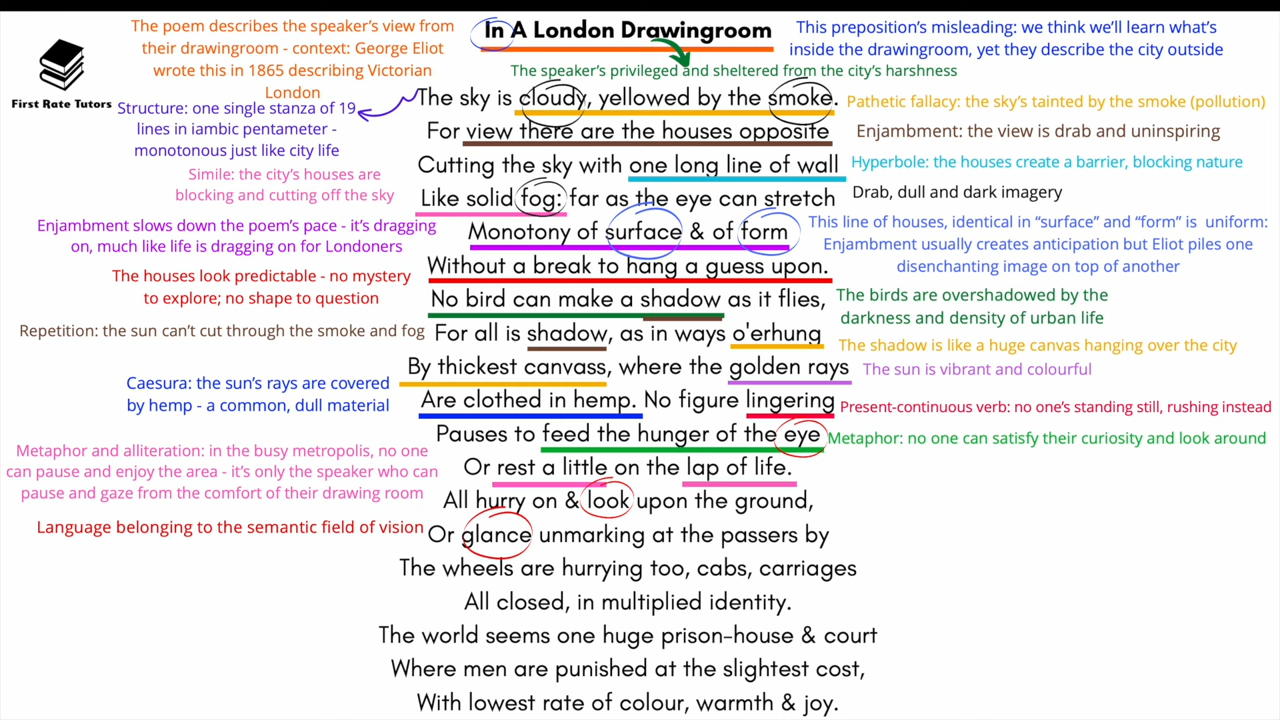 The poem describes the speaker's view from
their drawingroom - context: George Eliot
wrote this in 1865 describing Victorian
London
First Rate Tutors
Structure: one single stanza of 19
lines in iambic pentameter -
monotonous just like city life
Simile: the city's houses are
blocking and cutting off the sky
Enjambment slows down the poem's pace - it's dragging
on, much like life is dragging on for Londoners
The houses look predictable - no mystery
to explore; no shape to question
Repetition: the sun can't cut through the smoke and fog
Caesura: the sun's rays are covered
by hemp - a common, dull material
Metaphor and alliteration: in the busy metropolis, no one
can pause and enjoy the area - it's only the speaker who can
pause and gaze from the comfort of their drawing room
Language belonging to the semantic field of vision
In A London Drawingroom
The speaker's privileged and sheltered from the city's harshness
The sky is cloudy, yellowed by the smoke.
For view there are the houses opposite
Cutting the sky with one long line of wall
Like solid fog: far as the eye can stretch
Monotony of surface & of form
Without a break to hang a guess upon.
No bird can make a shadow as it flies,
For all is shadow, as in ways o'erhung
By thickest canvass, where the golden rays
Are clothed in hemp. No figure lingering
Pauses to feed the hunger of the eye
Or rest a little on the lap of life.
All hurry on & look upon the ground,
Or glance unmarking at the passers by
The wheels are hurrying too, cabs, carriages
All closed, in multiplied identity.
The world seems one huge prison-house & court
Where men are punished at the slightest cost,
With lowest rate of colour, warmth & joy.
This preposition's misleading: we think we'll learn what's
inside the drawingroom, yet they describe the city outside
Pathetic fallacy: the sky's tainted by the smoke (pollution)
Enjambment: the view is drab and uninspiring
Hyperbole: the houses create a barrier, blocking nature
Drab, dull and dark imagery
This line of houses, identical in "surface" and "form" is uniform:
Enjambment usually creates anticipation but Eliot piles one
disenchanting image on top of another
The birds are overshadowed by the
darkness and density of urban life
The shadow is like a huge canvas hanging over the city
The sun is vibrant and colourful
Present-continuous verb: no one's standing still, rushing instead
Metaphor: no one can satisfy their curiosity and look around